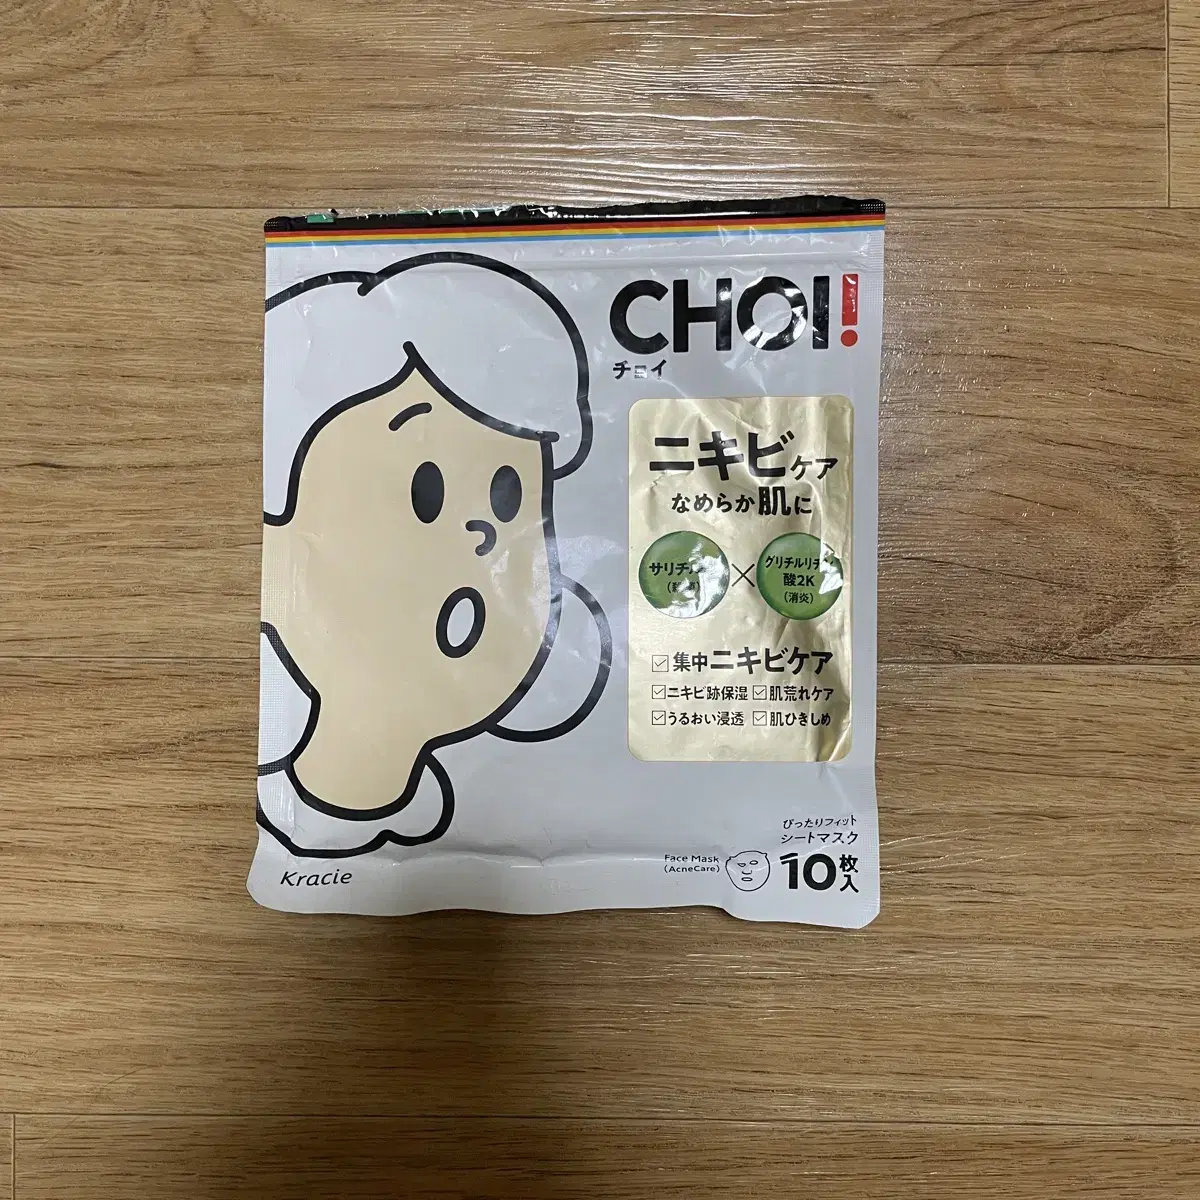 CHOI!
チョイ
ニキビケア
なめらか肌に
サリチル
×
グリチルリチン
酸2K
(消炎)
集中ニキビケア
ニキビ跡保湿 肌荒れケア
うるおい浸透 肌ひきしめ
ぴったりフィット
シートマスク
Face Mask
(AcneCare)
10枚入
Kracie